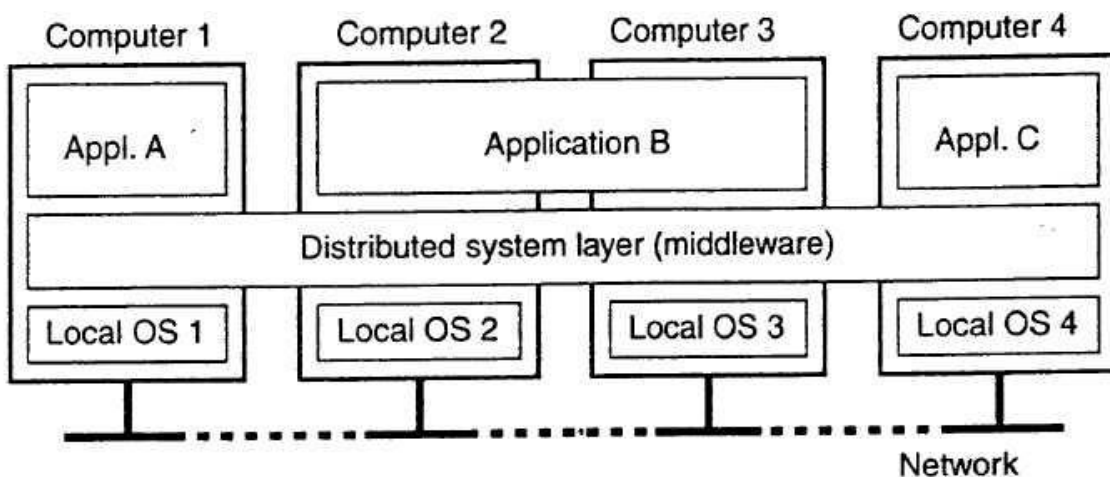 Computer 1
Computer 2
Computer 3
Computer 4
Appl. A
Application B
Appl. C
Distributed system layer (middleware)
Local OS 1
Local OS 2
Local OS 3
Local OS 4
Network